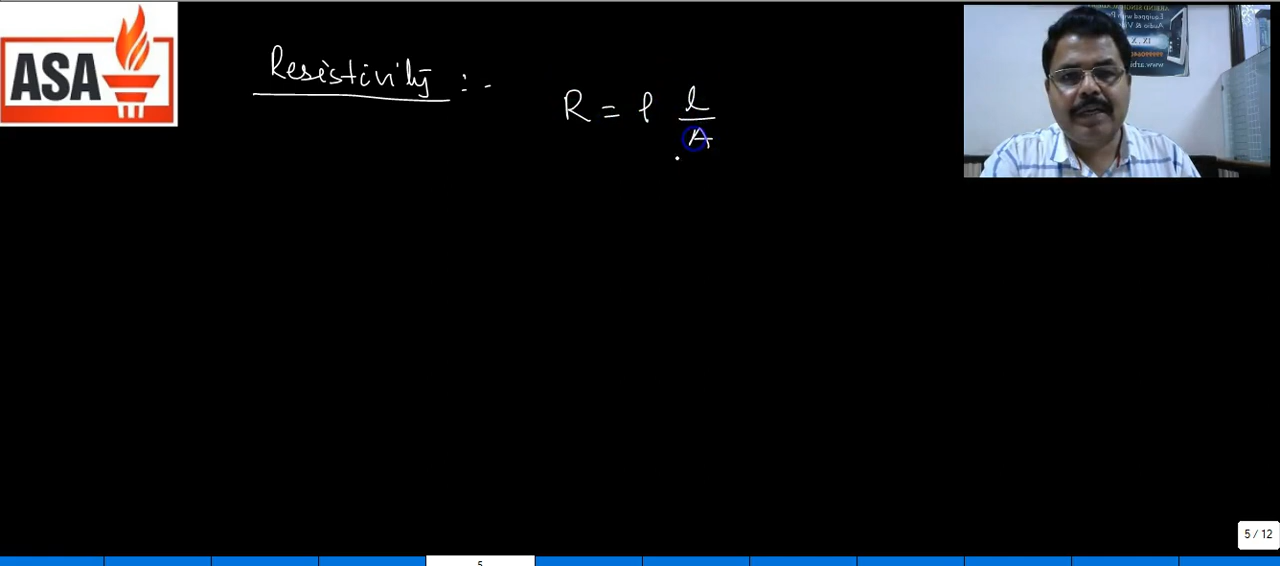 ASA
Resistivity :-
R = ρ l/A
5 / 12
5